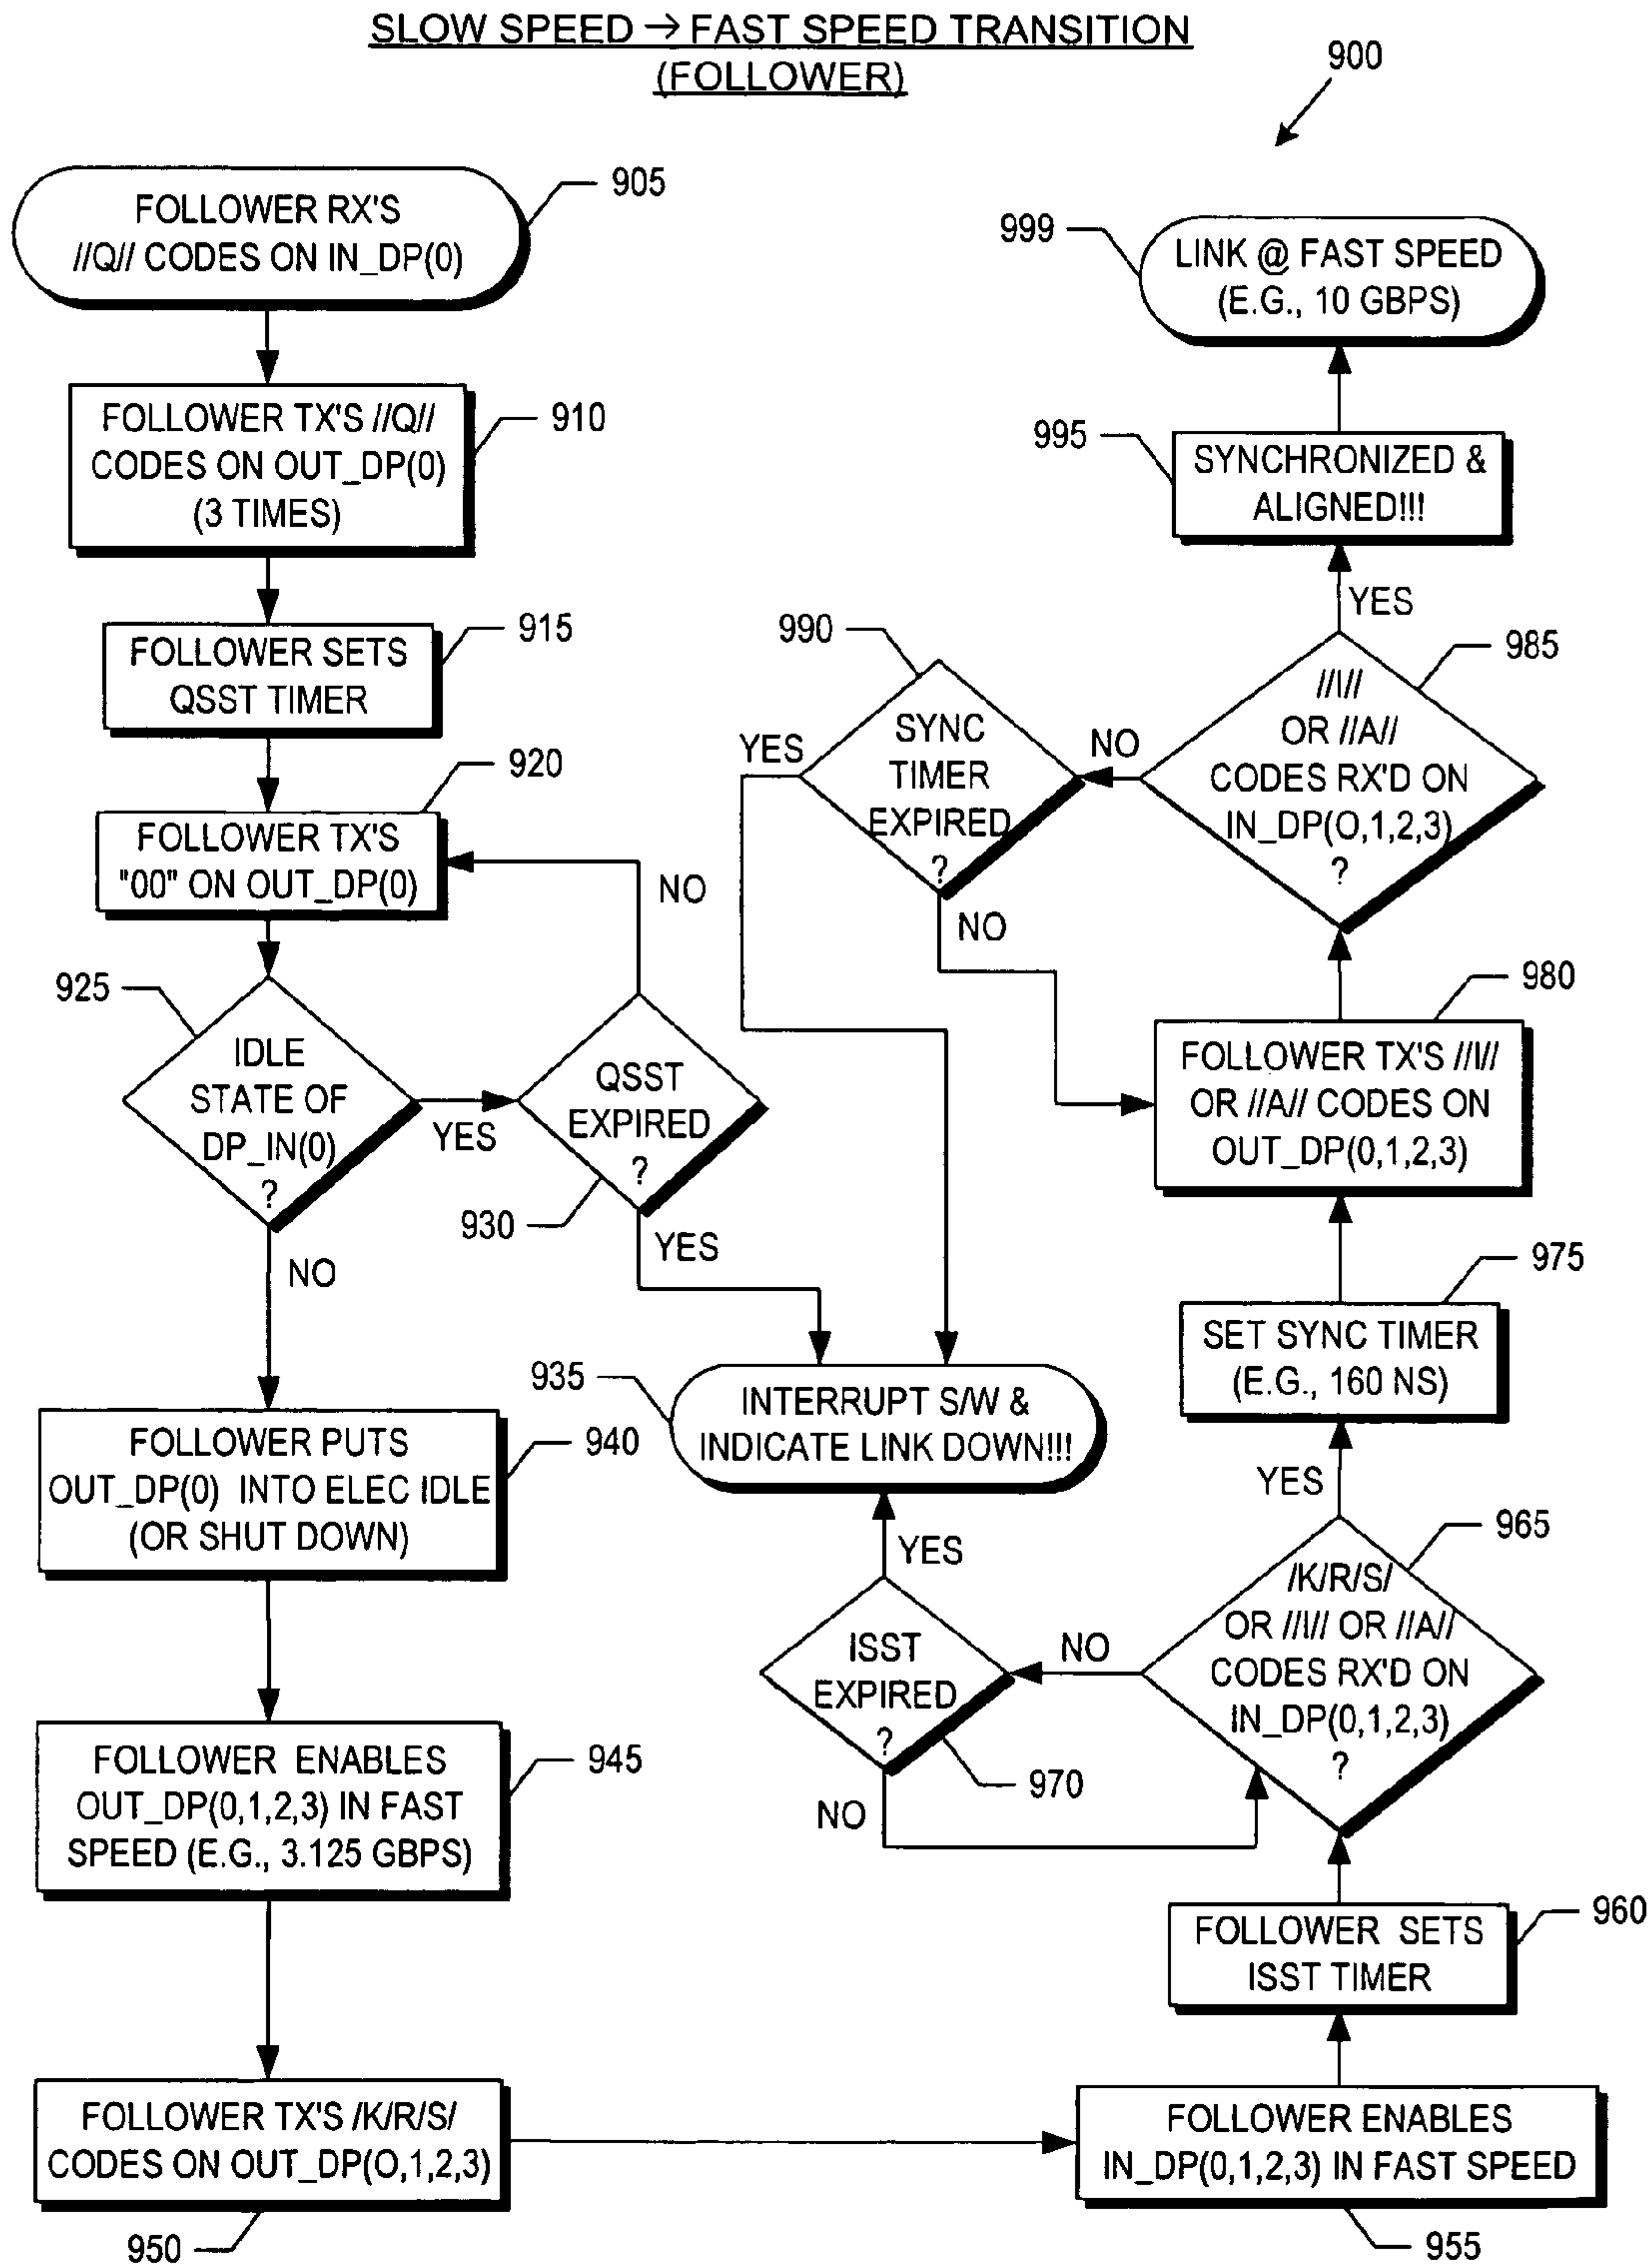 SLOW SPEED → FAST SPEED TRANSITION
(FOLLOWER)
900
FOLLOWER RX'S
//Q// CODES ON IN_DP(0)
905
FOLLOWER TX'S //Q//
CODES ON OUT_DP(0)
(3 TIMES)
910
FOLLOWER SETS
QSST TIMER
915
FOLLOWER TX'S
"00" ON OUT_DP(0)
920
925
IDLE
STATE OF
DP_IN(0)
?
YES
NO
QSST
EXPIRED
?
930
NO
YES
935
INTERRUPT S/W &
INDICATE LINK DOWN!!!
FOLLOWER PUTS
OUT_DP(0) INTO ELEC IDLE
(OR SHUT DOWN)
940
FOLLOWER ENABLES
OUT_DP(0,1,2,3) IN FAST
SPEED (E.G., 3.125 GBPS)
945
FOLLOWER TX'S /K/R/S/
CODES ON OUT_DP(O,1,2,3)
950
FOLLOWER ENABLES
IN_DP(0,1,2,3) IN FAST SPEED
955
FOLLOWER SETS
ISST TIMER
960
/K/R/S/
OR //I// OR //A//
CODES RX'D ON
IN_DP(0,1,2,3)
?
965
NO
YES
ISST
EXPIRED
?
970
YES
NO
SET SYNC TIMER
(E.G., 160 NS)
975
FOLLOWER TX'S //I//
OR //A// CODES ON
OUT_DP(0,1,2,3)
980
//I//
OR //A//
CODES RX'D ON
IN_DP(O,1,2,3)
?
985
NO
YES
990
SYNC
TIMER
EXPIRED
?
YES
NO
995
SYNCHRONIZED &
ALIGNED!!!
999
LINK @ FAST SPEED
(E.G., 10 GBPS)